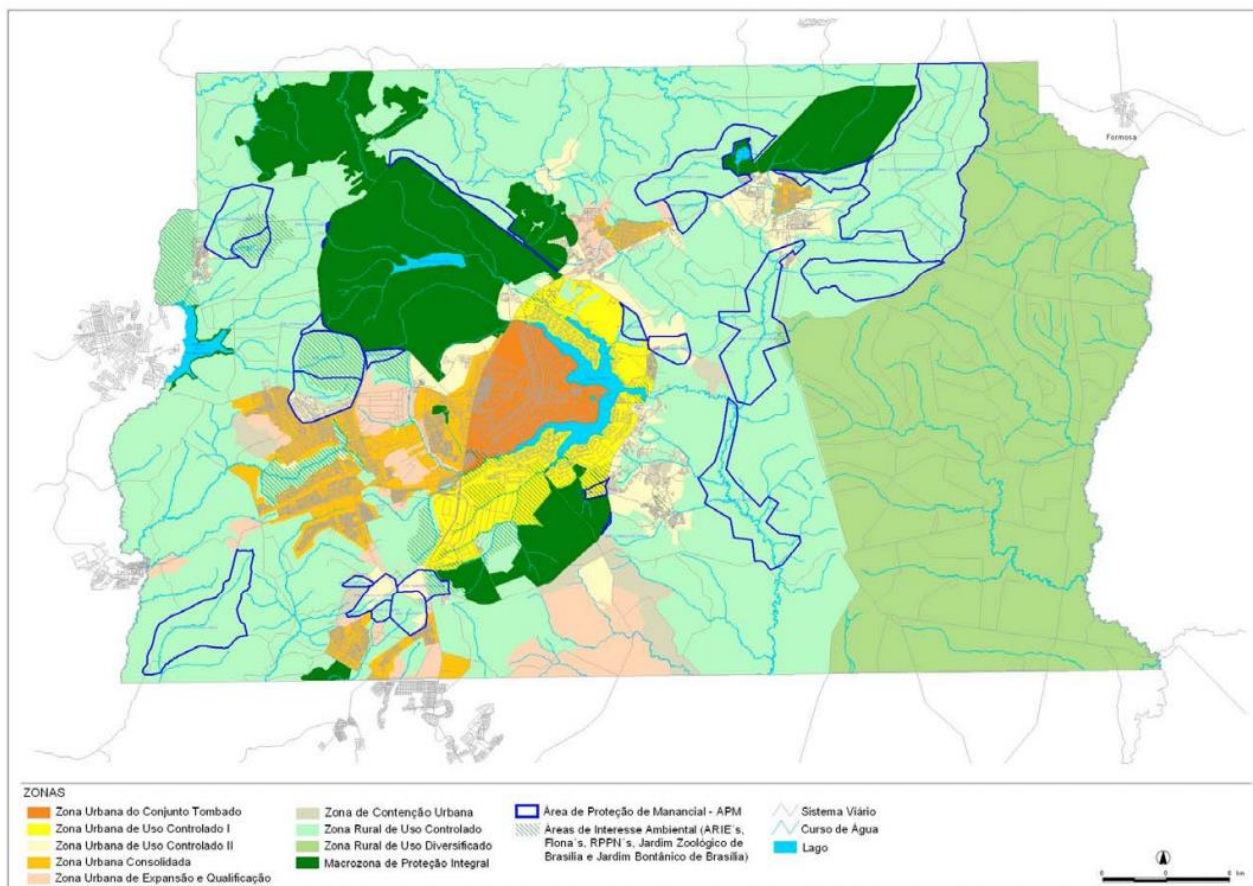 Formosa
ZONAS
Zona Urbana do Conjunto Tombado
Zona Urbana de Uso Controlado I
Zona Urbana de Uso Controlado II
Zona Urbana Consolidada
Zona Urbana de Expansão e Qualificação
Zona de Contenção Urbana
Zona Rural de Uso Controlado
Zona Rural de Uso Diversificado
Macrozona de Proteção Integral
Área de Proteção de Manancial - APM
Áreas de Interesse Ambiental (ARIE´s,
Flona´s, RPPN´s, Jardim Zoológico de
Brasília e Jardim Bontânico de Brasília)
Sistema Viário
Curso de Água
Lago
km